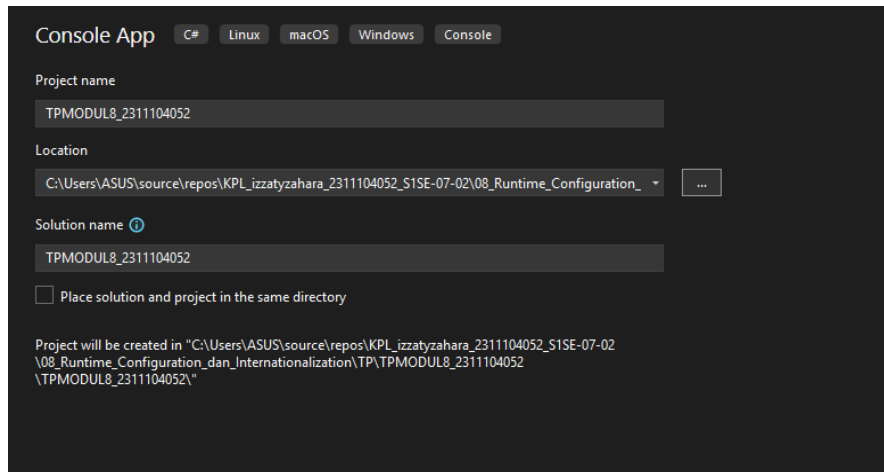 Console App C# Linux macOS Windows Console
Project name
TPMODUL8_2311104052
Location
C:\Users\ASUS\source\repos\KPL_izzatyzahara_2311104052_S1SE-07-02\08_Runtime_Configuration_ ...
Solution name
TPMODUL8_2311104052
Place solution and project in the same directory
Project will be created in "C:\Users\ASUS\source\repos\KPL_izzatyzahara_2311104052_S1SE-07-02
\08_Runtime_Configuration_dan_Internationalization\TP\TPMODUL8_2311104052
\TPMODUL8_2311104052\"